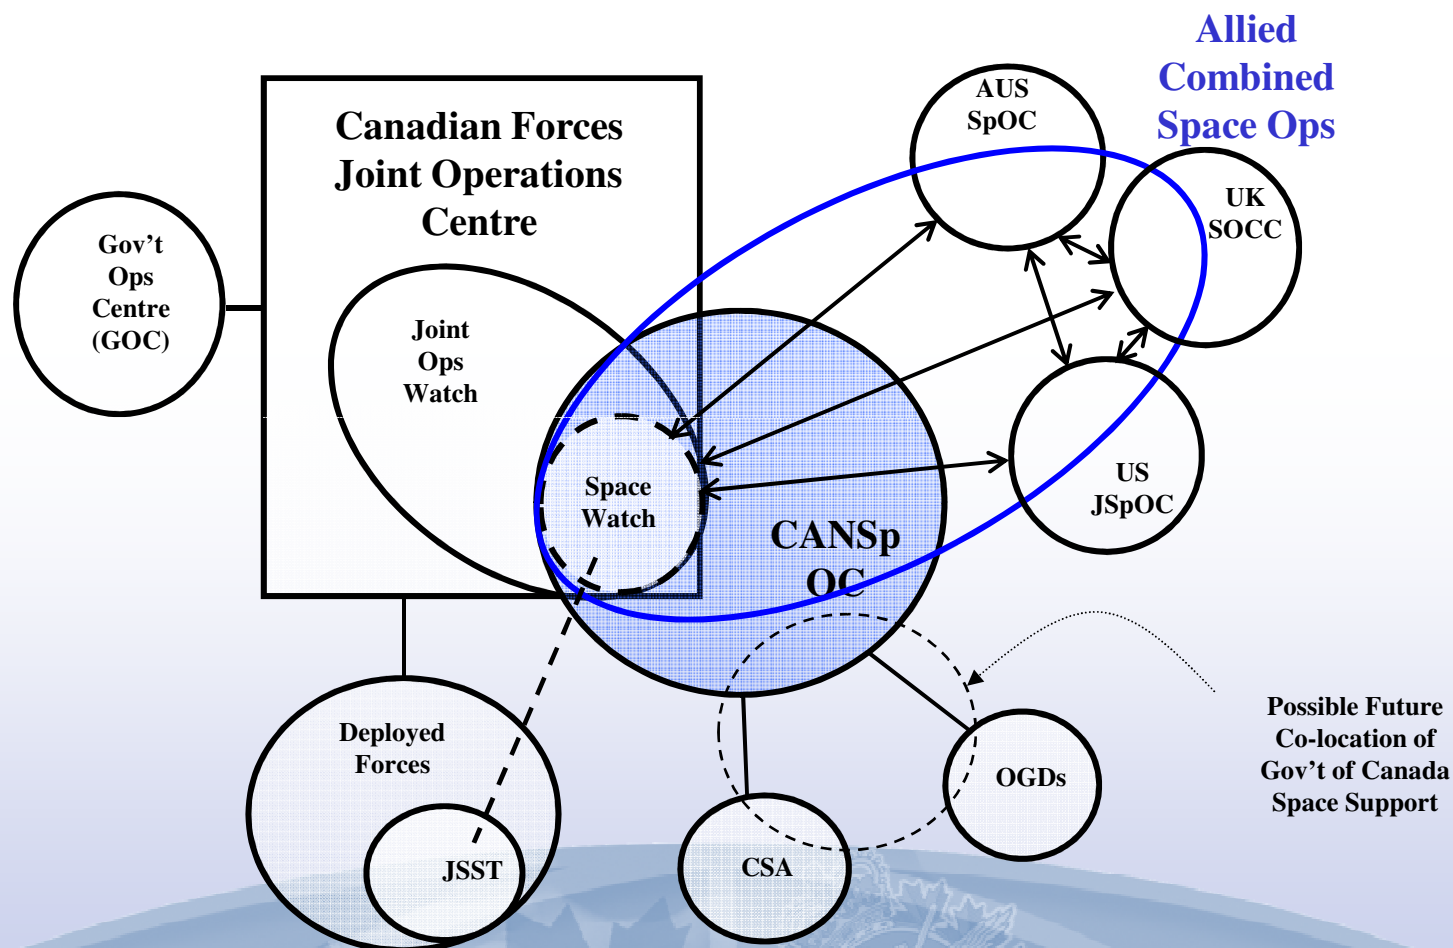 Allied
Combined
Space Ops
AUS
SpOC
UK
SOCC
Canadian Forces
Joint Operations
Centre
Gov’t
Ops
Centre
(GOC)
Joint
Ops
Watch
Space
Watch
US
JSpOC
CANSp
OC
Possible Future
Co-location of
Gov’t of Canada
Space Support
Deployed
Forces
OGDs
JSST
CSA